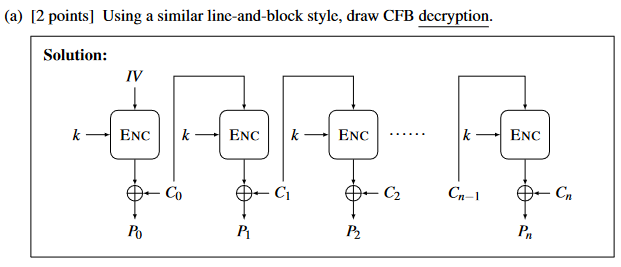 (a) [2 points] Using a similar line-and-block style, draw CFB decryption.
Solution:
IV
k ENC k ENC k ENC ...... k ENC
C0 C1 C2 Cn−1 Cn
P0 P1 P2 Pn